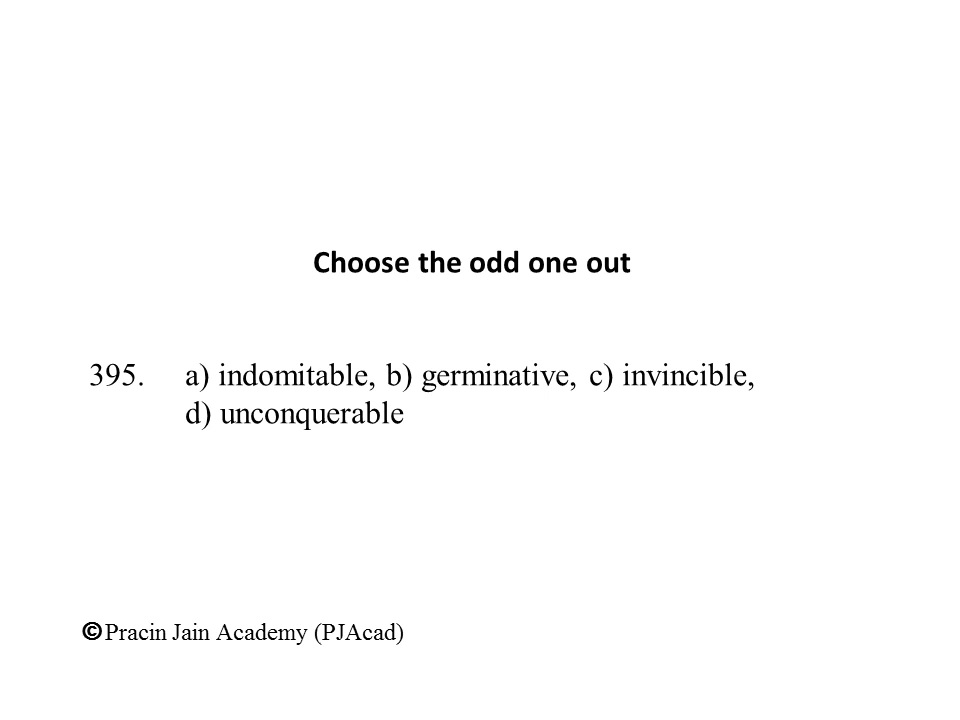 Choose the odd one out
395. a) indomitable, b) germinative, c) invincible,
d) unconquerable
©Pracin Jain Academy (PJAcad)